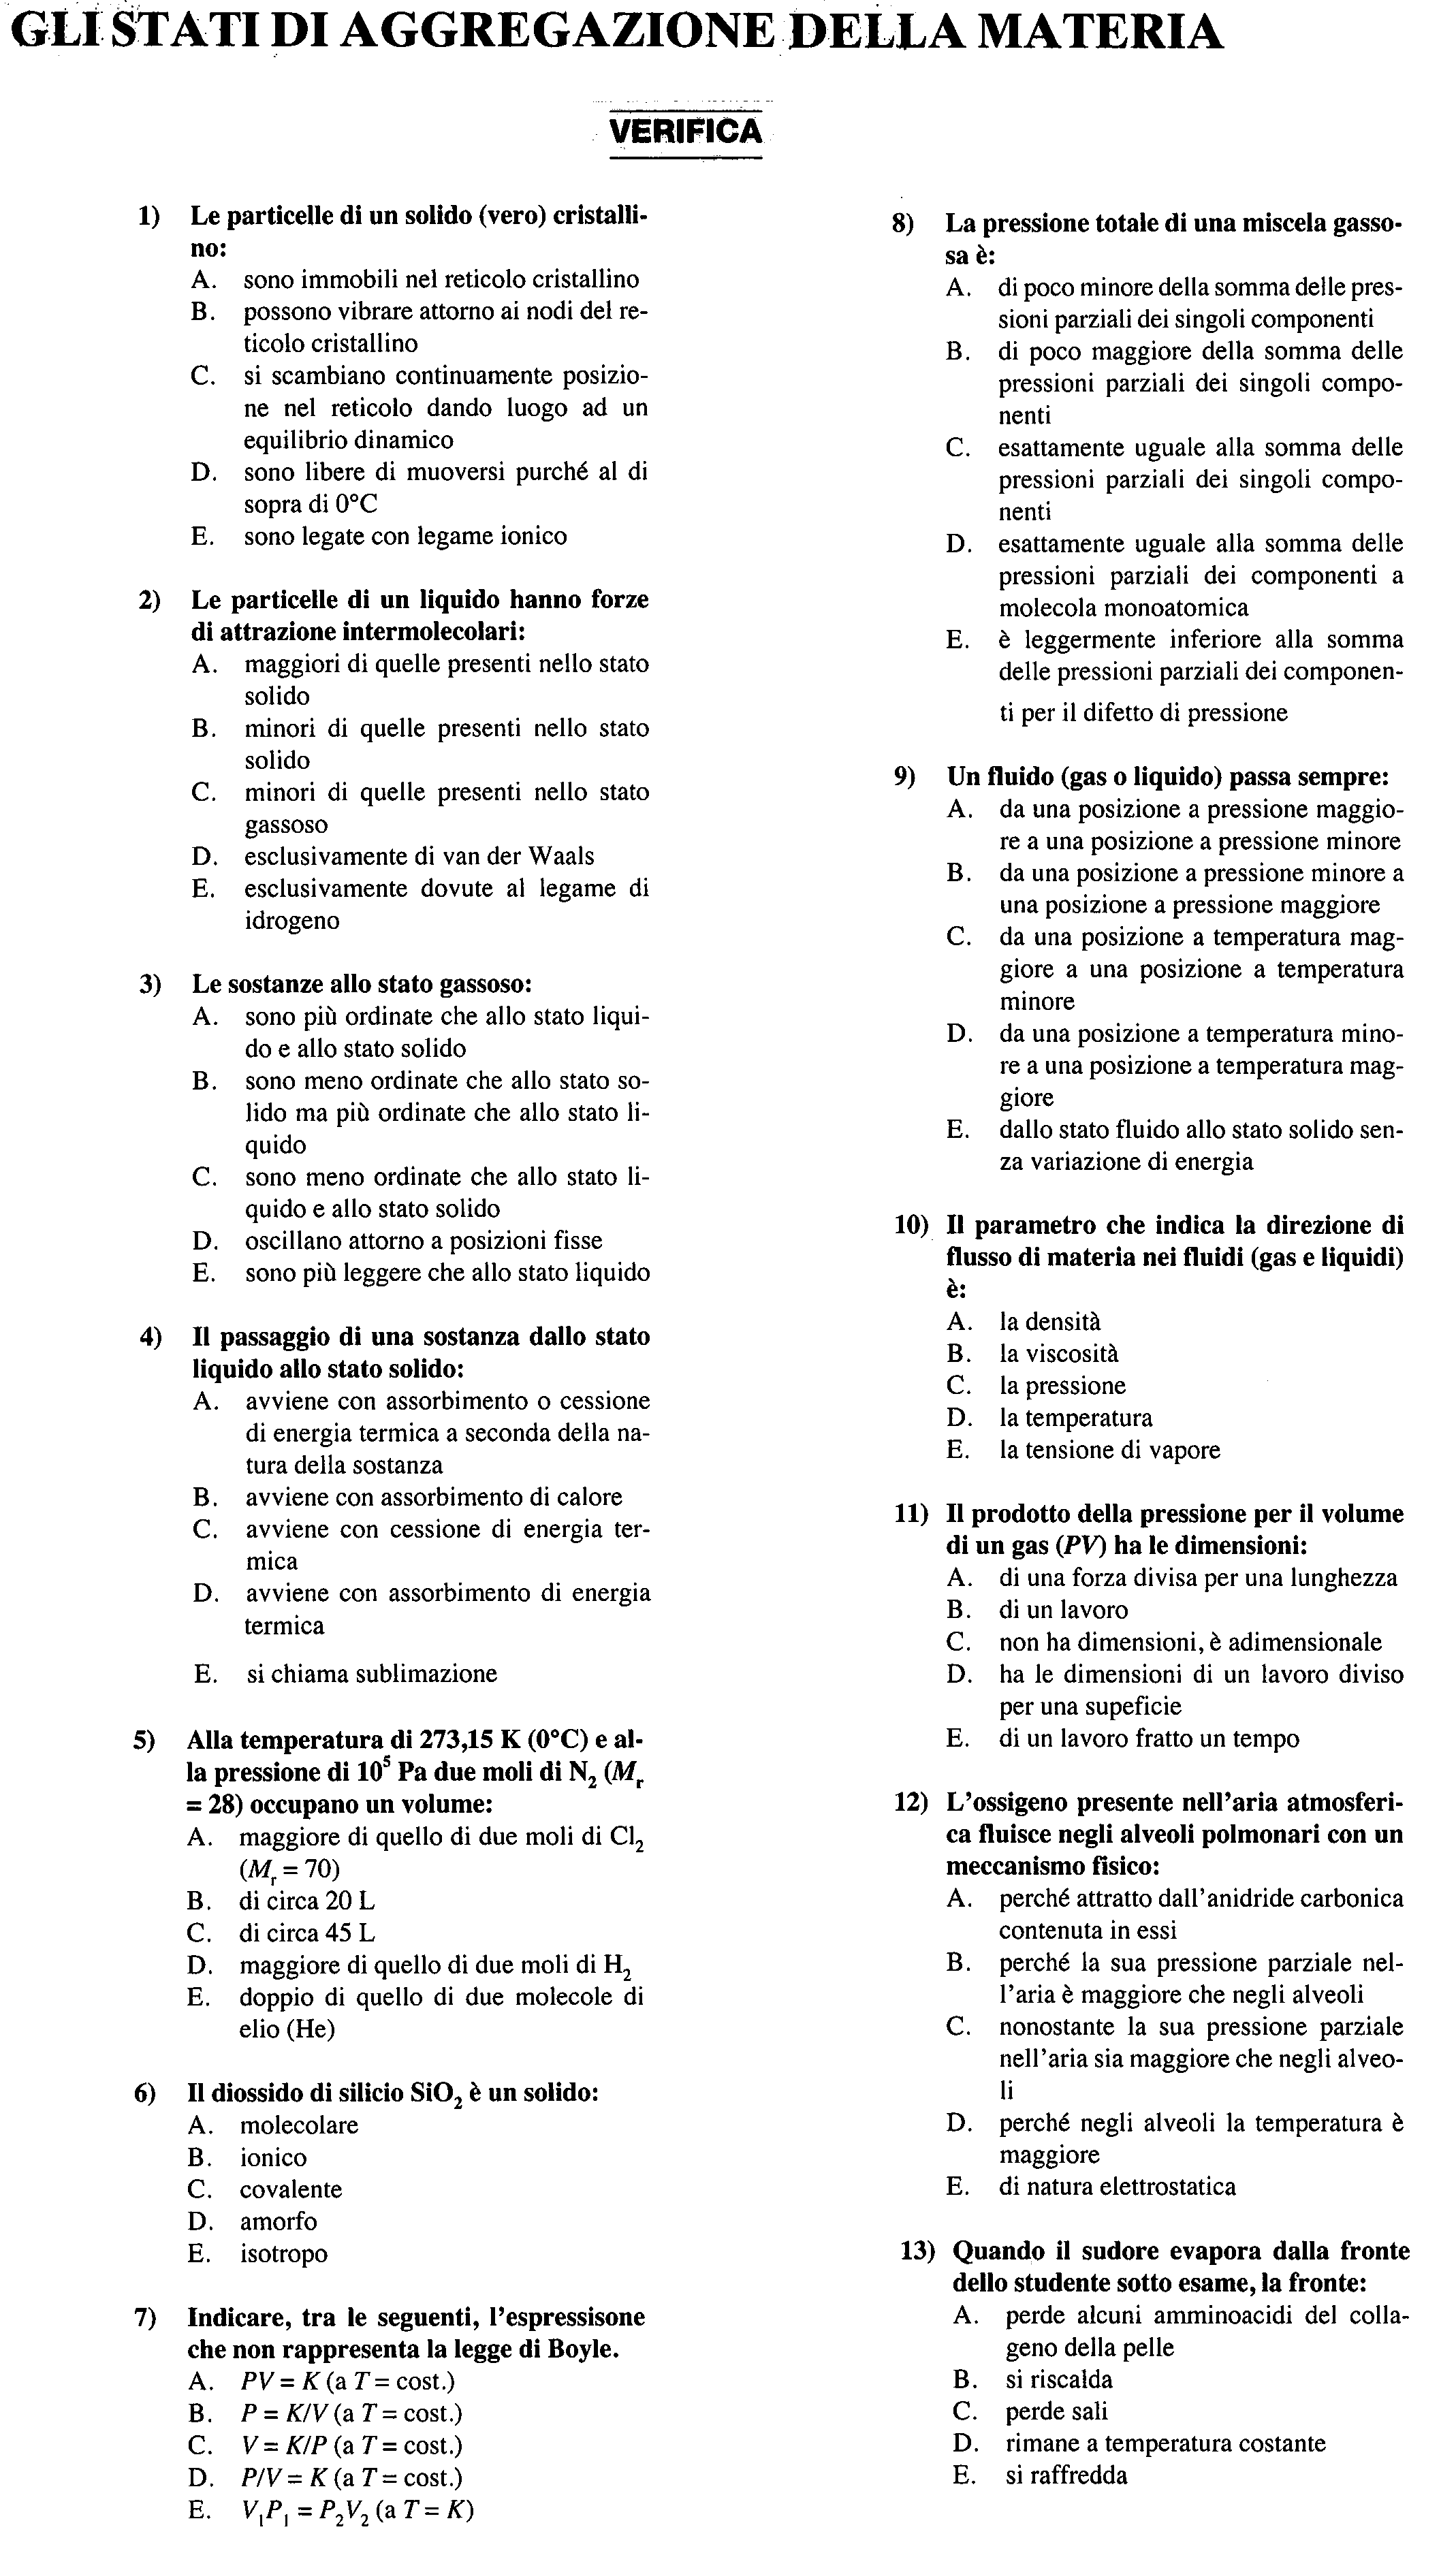 GLI STATI DI AGGREGAZIONE DELLA MATERIA
VERIFICA
1) Le particelle di un solido (vero) cristalli-
no:
A. sono immobili nel reticolo cristallino
B. possono vibrare attorno ai nodi del re-
ticolo cristallino
C. si scambiano continuamente posizio-
ne nel reticolo dando luogo ad un
equilibrio dinamico
D. sono libere di muoversi purché al di
sopra di 0°C
E. sono legate con legame ionico
2) Le particelle di un liquido hanno forze
di attrazione intermolecolari:
A. maggiori di quelle presenti nello stato
solido
B. minori di quelle presenti nello stato
solido
C. minori di quelle presenti nello stato
gassoso
D. esclusivamente di van der Waals
E. esclusivamente dovute al legame di
idrogeno
3) Le sostanze allo stato gassoso:
A. sono più ordinate che allo stato liqui-
do e allo stato solido
B. sono meno ordinate che allo stato so-
lido ma più ordinate che allo stato li-
quido
C. sono meno ordinate che allo stato li-
quido e allo stato solido
D. oscillano attorno a posizioni fisse
E. sono più leggere che allo stato liquido
4) Il passaggio di una sostanza dallo stato
liquido allo stato solido:
A. avviene con assorbimento o cessione
di energia termica a seconda della na-
tura della sostanza
B. avviene con assorbimento di calore
C. avviene con cessione di energia ter-
mica
D. avviene con assorbimento di energia
termica
E. si chiama sublimazione
5) Alla temperatura di 273,15 K (0°C) e al-
la pressione di 10⁵ Pa due moli di N₂ (Mᵣ
= 28) occupano un volume:
A. maggiore di quello di due moli di Cl₂
(Mᵣ = 70)
B. di circa 20 L
C. di circa 45 L
D. maggiore di quello di due moli di H₂
E. doppio di quello di due molecole di
elio (He)
6) Il diossido di silicio SiO₂ è un solido:
A. molecolare
B. ionico
C. covalente
D. amorfo
E. isotropo
7) Indicare, tra le seguenti, l'espressisone
che non rappresenta la legge di Boyle.
A. PV = K (a T = cost.)
B. P = K/V (a T = cost.)
C. V = K/P (a T = cost.)
D. P/V = K (a T = cost.)
E. V₁P₁ = P₂V₂ (a T = K)
8) La pressione totale di una miscela gasso-
sa è:
A. di poco minore della somma delle pres-
sioni parziali dei singoli componenti
B. di poco maggiore della somma delle
pressioni parziali dei singoli compo-
nenti
C. esattamente uguale alla somma delle
pressioni parziali dei singoli compo-
nenti
D. esattamente uguale alla somma delle
pressioni parziali dei componenti a
molecola monoatomica
E. è leggermente inferiore alla somma
delle pressioni parziali dei componen-
ti per il difetto di pressione
9) Un fluido (gas o liquido) passa sempre:
A. da una posizione a pressione maggio-
re a una posizione a pressione minore
B. da una posizione a pressione minore a
una posizione a pressione maggiore
C. da una posizione a temperatura mag-
giore a una posizione a temperatura
minore
D. da una posizione a temperatura mino-
re a una posizione a temperatura mag-
giore
E. dallo stato fluido allo stato solido sen-
za variazione di energia
10) Il parametro che indica la direzione di
flusso di materia nei fluidi (gas e liquidi)
è:
A. la densità
B. la viscosità
C. la pressione
D. la temperatura
E. la tensione di vapore
11) Il prodotto della pressione per il volume
di un gas (PV) ha le dimensioni:
A. di una forza divisa per una lunghezza
B. di un lavoro
C. non ha dimensioni, è adimensionale
D. ha le dimensioni di un lavoro diviso
per una supeficie
E. di un lavoro fratto un tempo
12) L'ossigeno presente nell'aria atmosferi-
ca fluisce negli alveoli polmonari con un
meccanismo fisico:
A. perché attratto dall'anidride carbonica
contenuta in essi
B. perché la sua pressione parziale nel-
l'aria è maggiore che negli alveoli
C. nonostante la sua pressione parziale
nell'aria sia maggiore che negli alveo-
li
D. perché negli alveoli la temperatura è
maggiore
E. di natura elettrostatica
13) Quando il sudore evapora dalla fronte
dello studente sotto esame, la fronte:
A. perde alcuni amminoacidi del colla-
geno della pelle
B. si riscalda
C. perde sali
D. rimane a temperatura costante
E. si raffredda